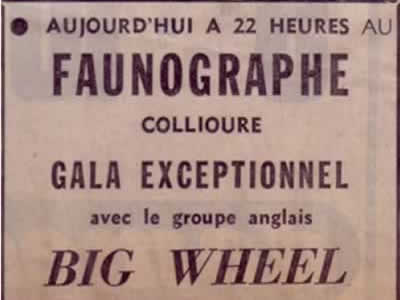 ● AUJOURD'HUI A 22 HEURES AU
FAUNOGRAPHE
COLLIOURE
GALA EXCEPTIONNEL
avec le groupe anglais
BIG WHEEL